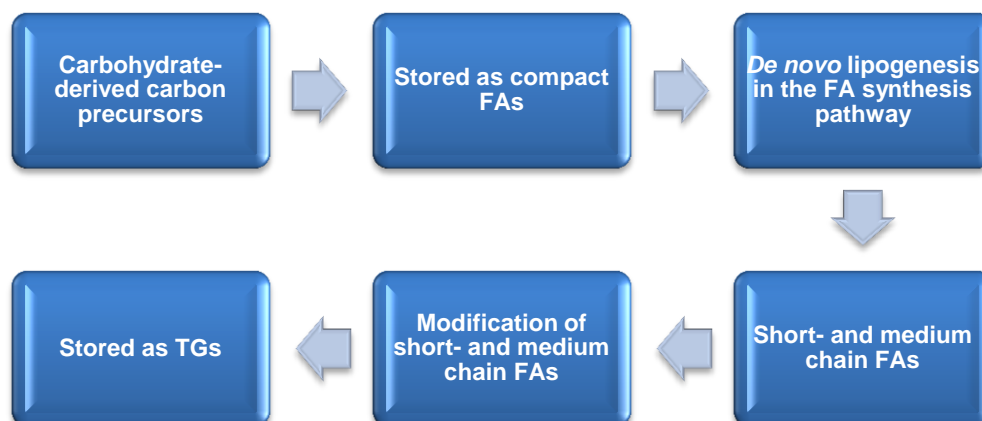 Carbohydrate-
derived carbon
precursors
Stored as compact
FAs
De novo lipogenesis
in the FA synthesis
pathway
Short- and medium
chain FAs
Modification of
short- and medium
chain FAs
Stored as TGs